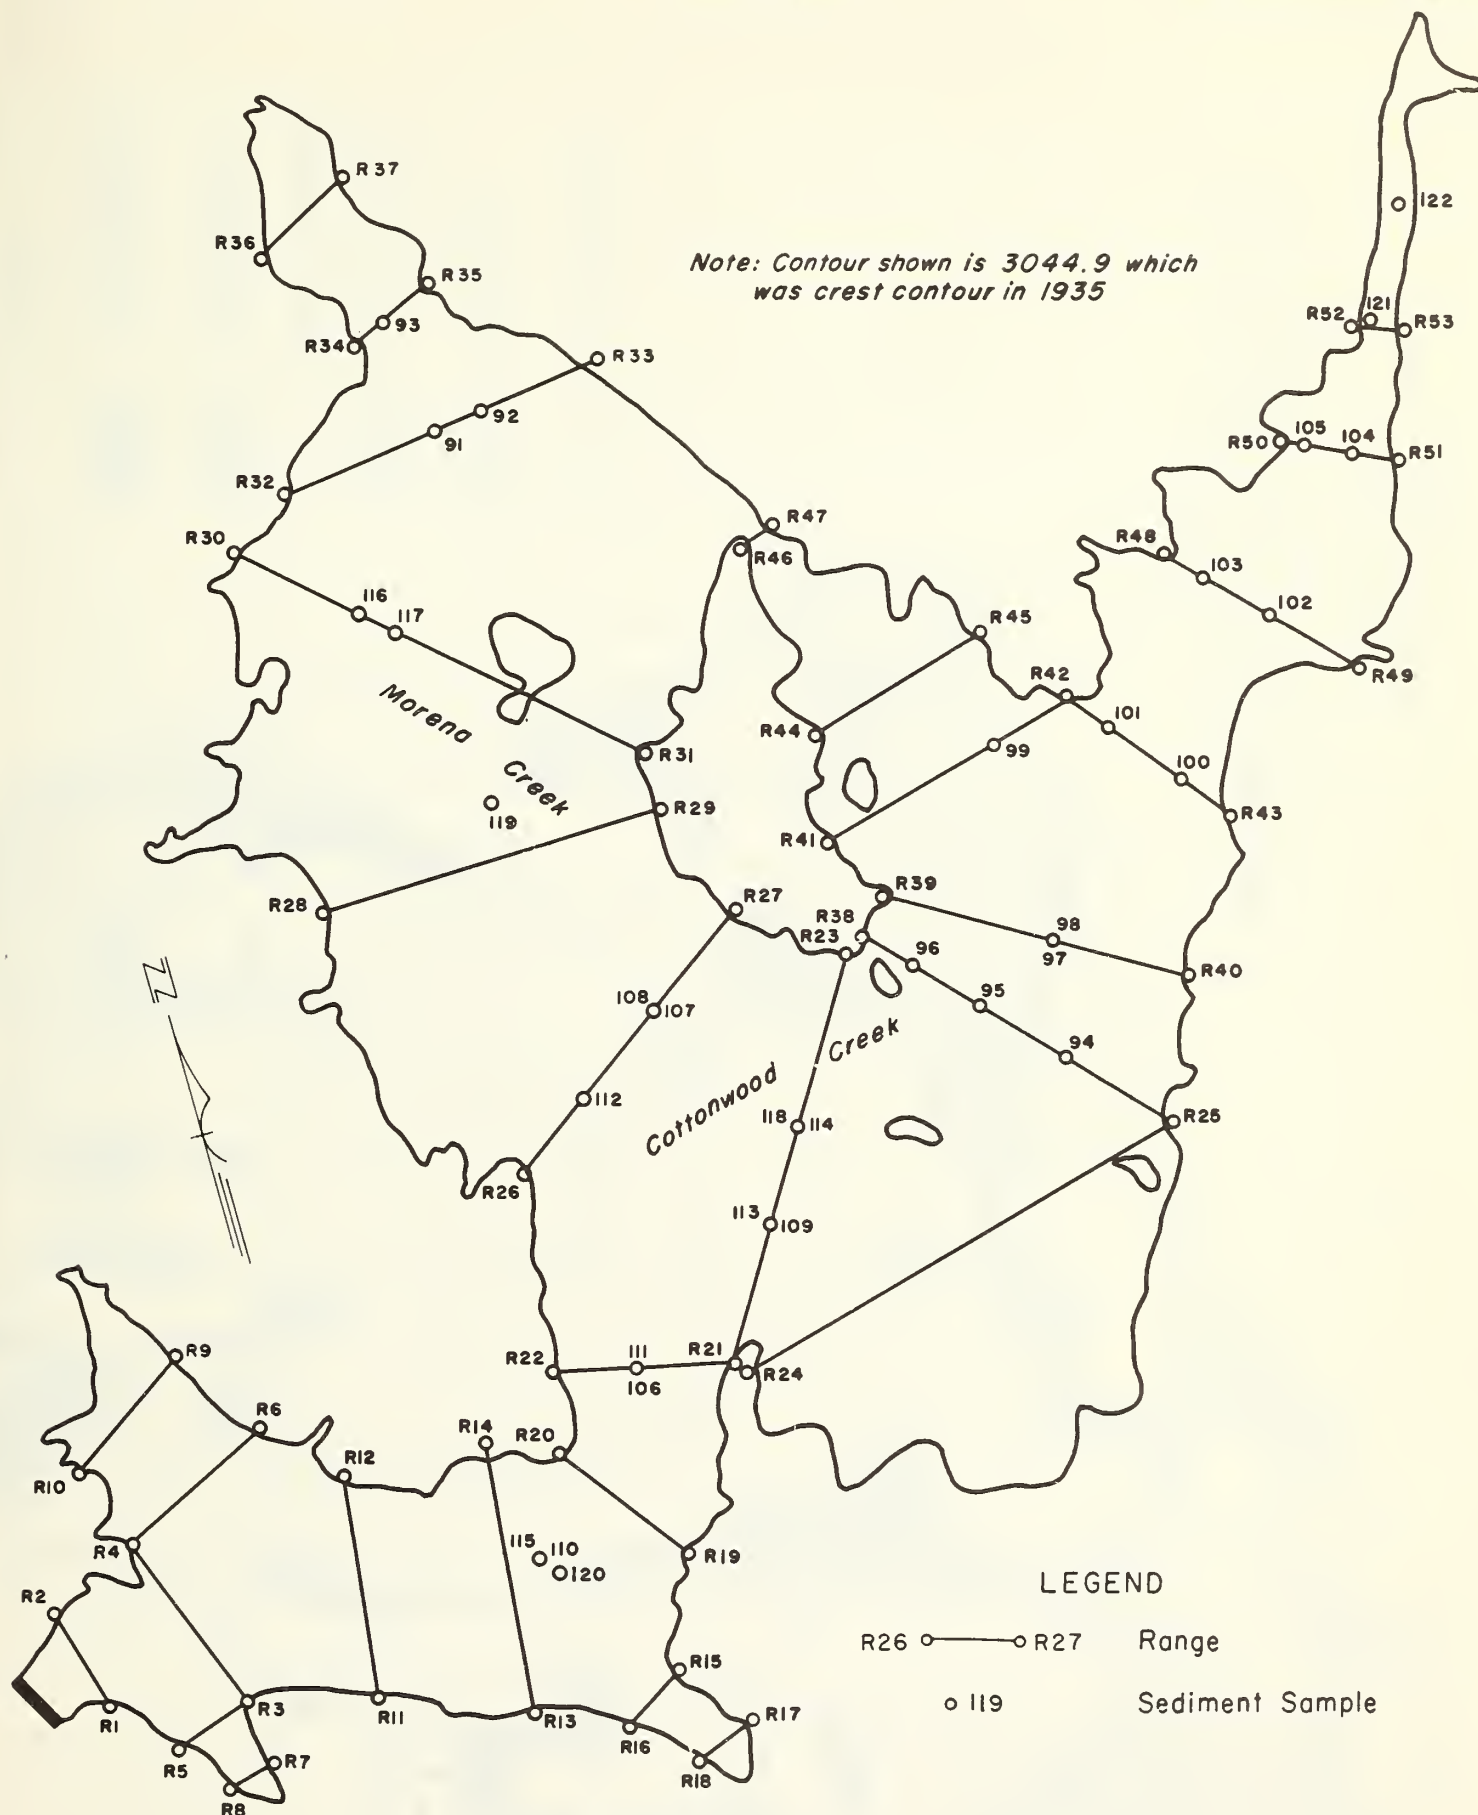 R37
122
R36
Note: Contour shown is 3044.9 which
was crest contour in 1935
R35
93
R34
121
R52
R53
R33
92
91
105
104
R50
R51
R32
R47
R30
R48
R46
103
116
102
117
R45
R42
R49
Morena
Creek
101
R44
99
R31
100
119
R29
R43
R41
R28
R39
R27
R38
98
R23
97
96
R40
95
108
107
Cottonwood
Creek
94
112
118
114
R25
R26
113
109
N
R9
R22
111
106
R21
R24
R6
R14
R20
R12
R10
115
110
120
R4
R19
R2
LEGEND
R26
R27
Range
R15
119
Sediment Sample
R1
R3
R11
R13
R16
R17
R5
R7
R18
R8